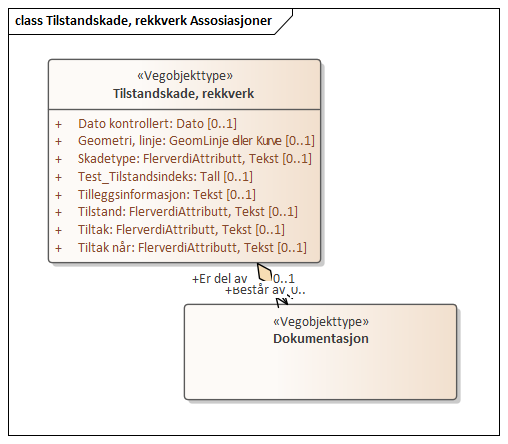 class Tilstandskade, rekkverk Assosiasjoner
«Vegobjekttype»
Tilstandskade, rekkverk
+ Dato kontrollert: Dato [0..1]
+ Geometri, linje: GeomLinje eller Kurve [0..1]
+ Skadetype: FlerverdiAttributt, Tekst [0..1]
+ Test_Tilstandsindeks: Tall [0..1]
+ Tilleggsinformasjon: Tekst [0..1]
+ Tilstand: FlerverdiAttributt, Tekst [0..1]
+ Tiltak: FlerverdiAttributt, Tekst [0..1]
+ Tiltak når: FlerverdiAttributt, Tekst [0..1]
+Er del av 0..1
+Består av 0..
«Vegobjekttype»
Dokumentasjon